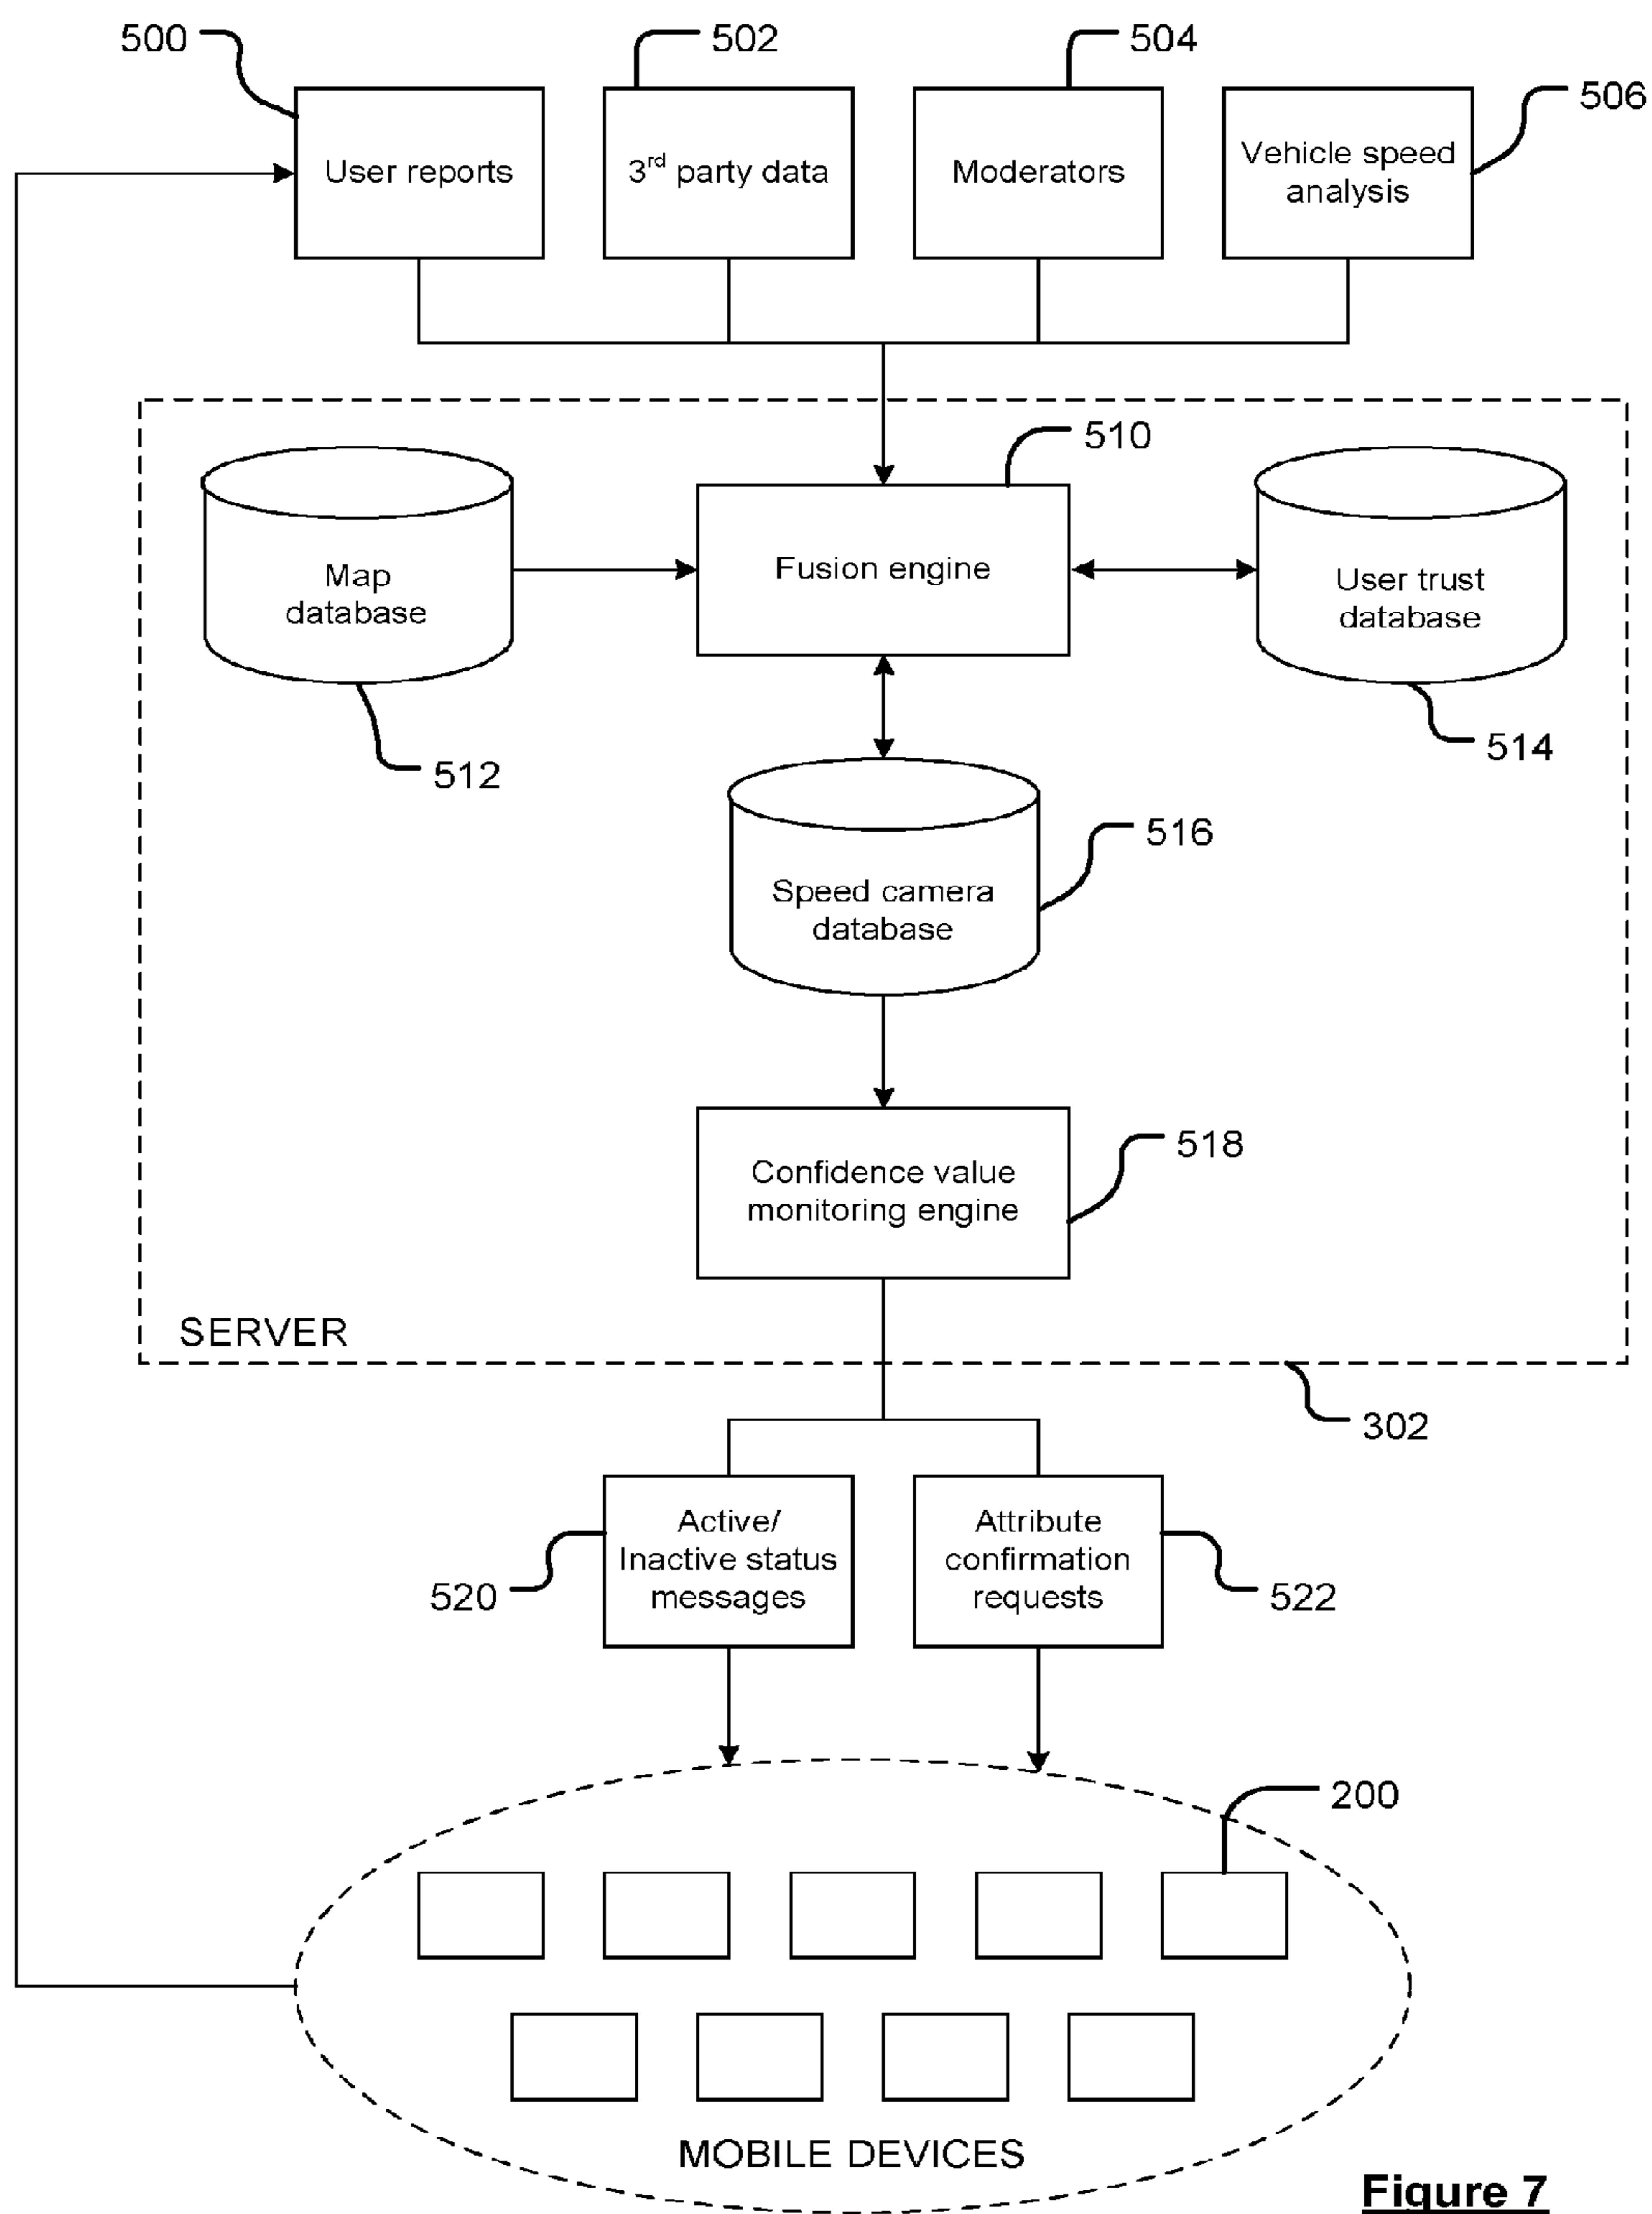 500
502
504
506
User reports
3rd party data
Moderators
Vehicle speed
analysis
510
Map
database
Fusion engine
User trust
database
512
514
516
Speed camera
database
518
Confidence value
monitoring engine
SERVER
302
Active/
Inactive status
messages
Attribute
confirmation
requests
520
522
200
MOBILE DEVICES
Figure 7